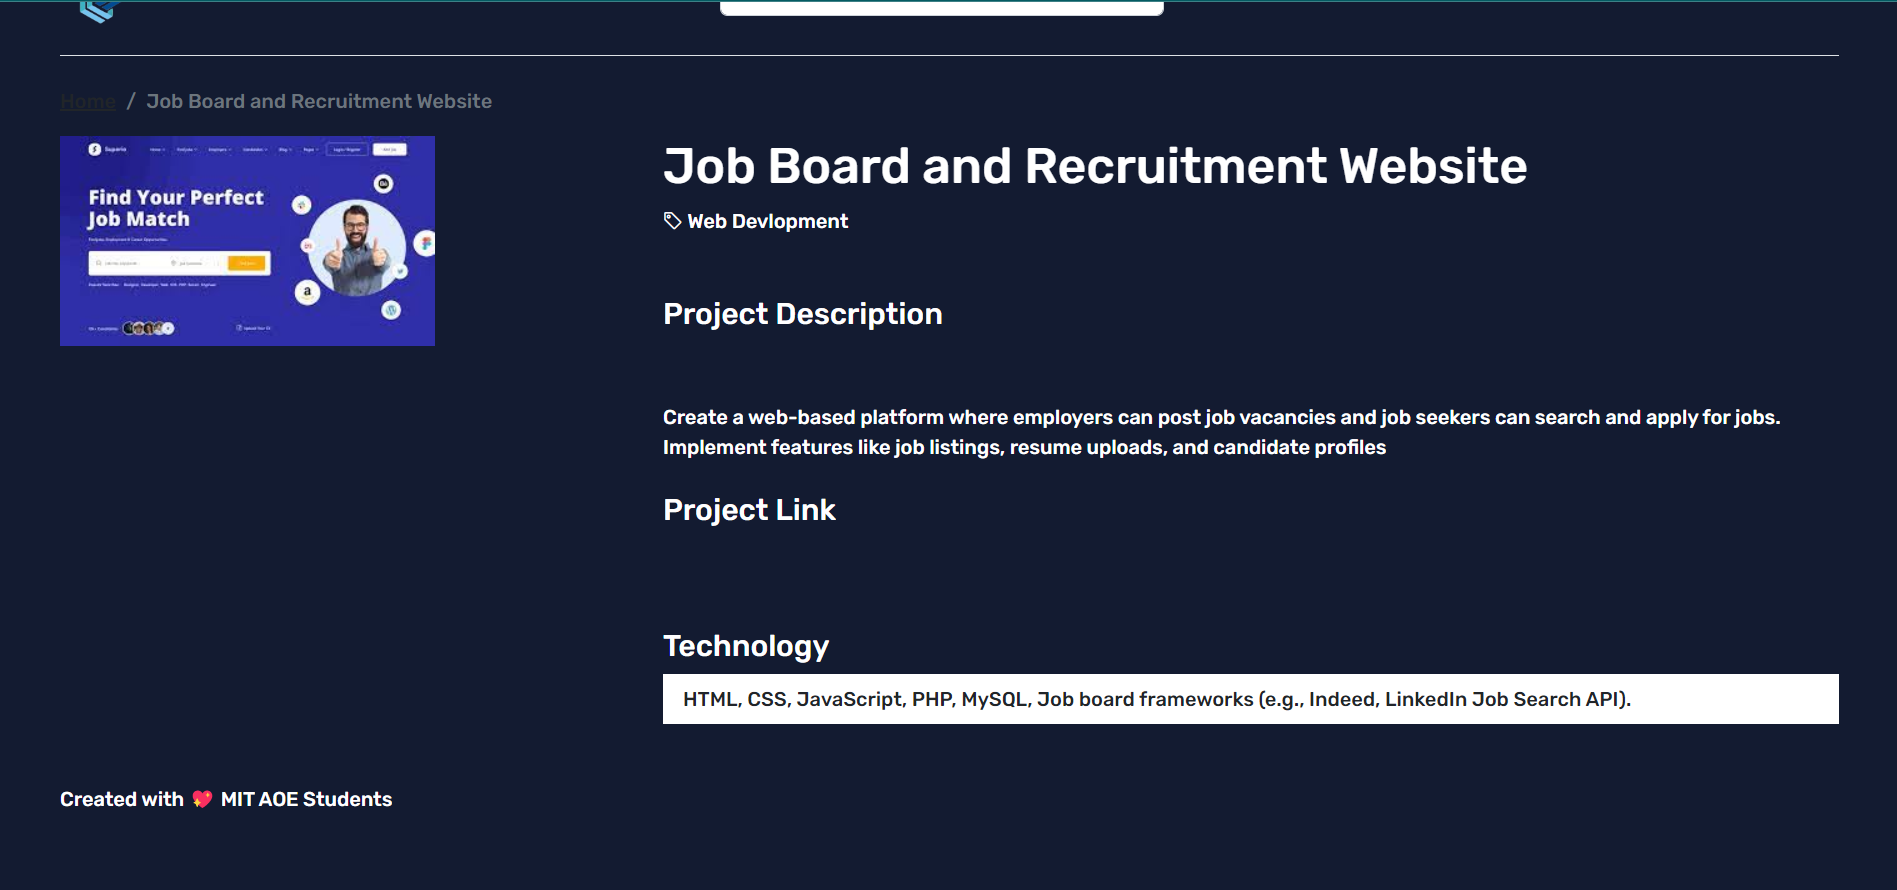 Home / Job Board and Recruitment Website
Superio
Find Your Perfect
Job Match
Job Board and Recruitment Website
Web Devlopment
Project Description
Create a web-based platform where employers can post job vacancies and job seekers can search and apply for jobs.
Implement features like job listings, resume uploads, and candidate profiles
Project Link
Technology
HTML, CSS, JavaScript, PHP, MySQL, Job board frameworks (e.g., Indeed, LinkedIn Job Search API).
Created with 💖 MIT AOE Students